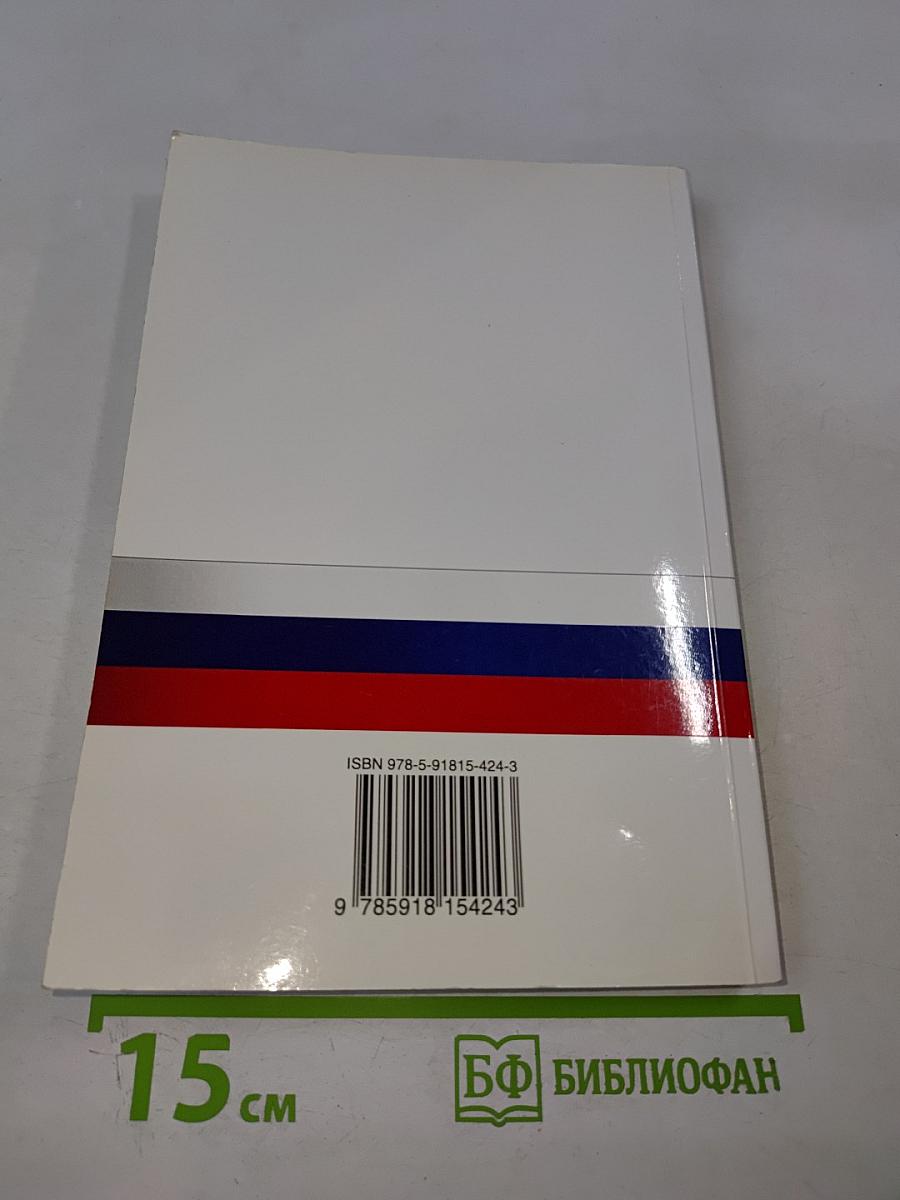 ISBN 978-5-91815-424-3
9 785918 154243
15 см
БФ БИБЛИОФАН